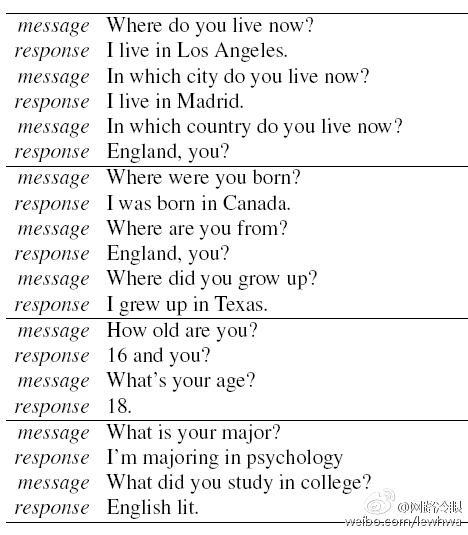 message Where do you live now?
response I live in Los Angeles.
message In which city do you live now?
response I live in Madrid.
message In which country do you live now?
response England, you?
message Where were you born?
response I was born in Canada.
message Where are you from?
response England, you?
message Where did you grow up?
response I grew up in Texas.
message How old are you?
response 16 and you?
message What's your age?
response 18.
message What is your major?
response I'm majoring in psychology
message What did you study in college?
response English lit.
@网路冷眼
weibo.com/lewhwa